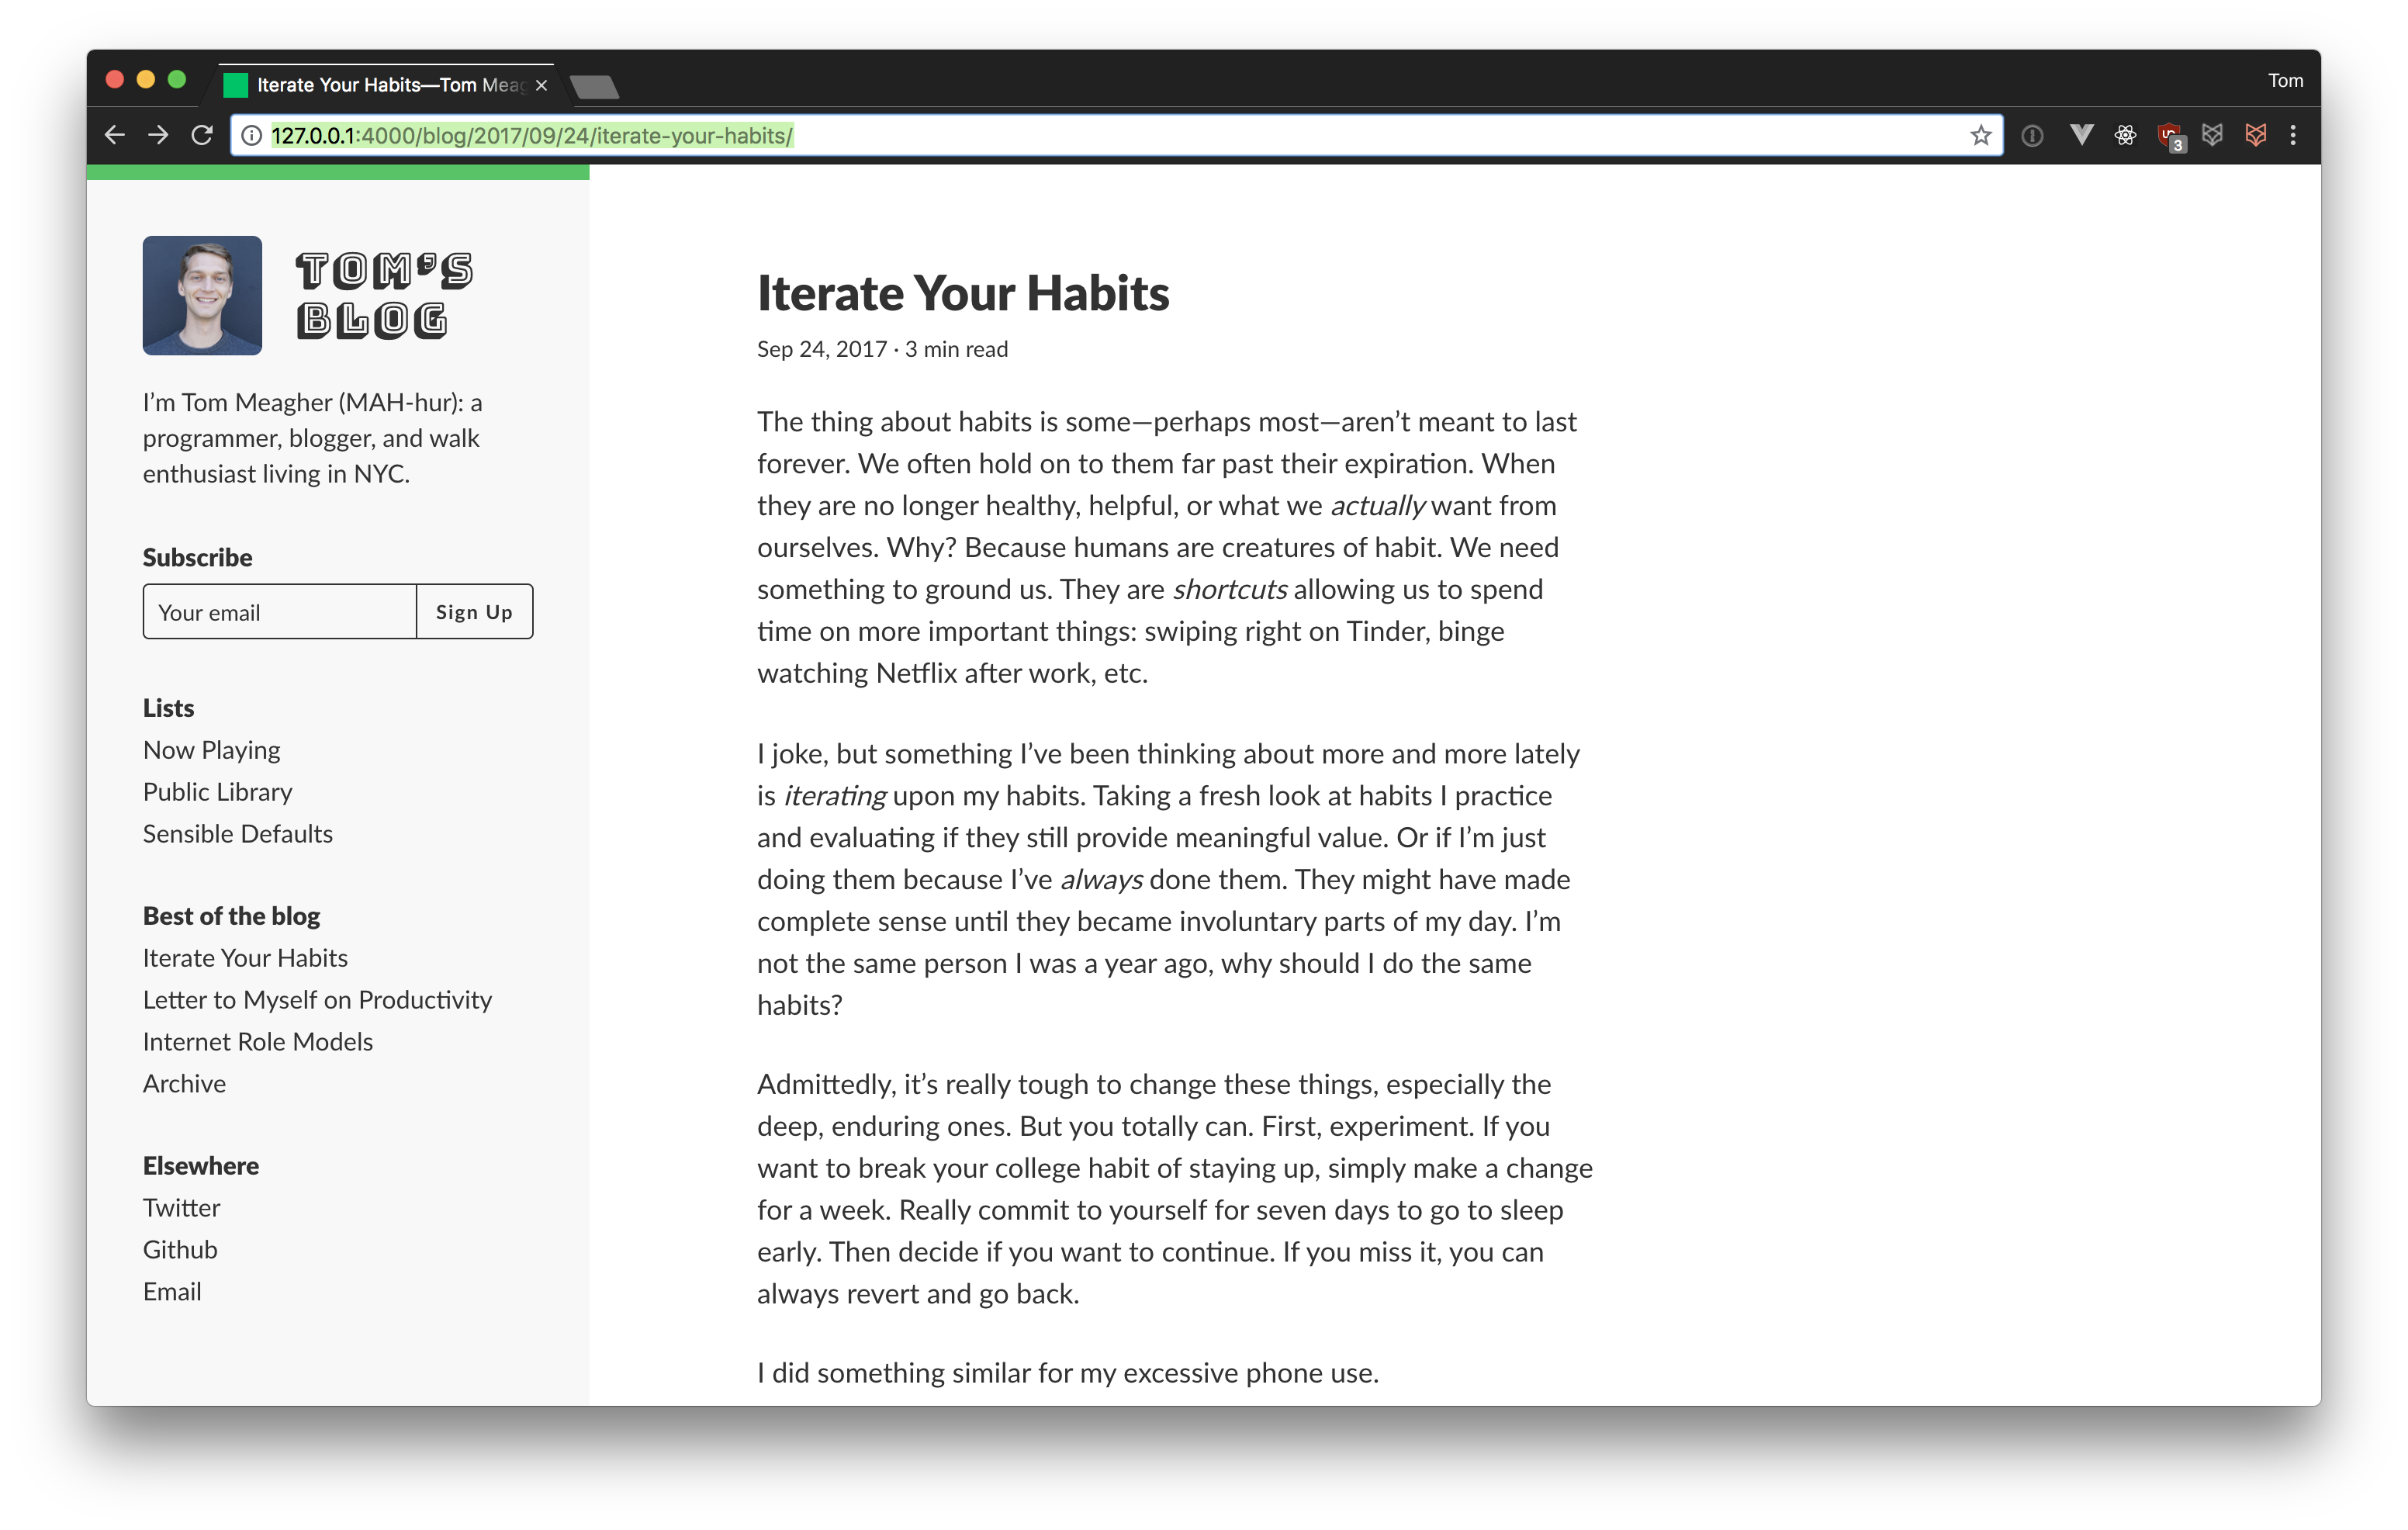 Iterate Your Habits—Tom Meag
Tom
127.0.0.1:4000/blog/2017/09/24/iterate-your-habits/
3
TOM’S
BLOG
I’m Tom Meagher (MAH-hur): a
programmer, blogger, and walk
enthusiast living in NYC.
Subscribe
Your email
Sign Up
Lists
Now Playing
Public Library
Sensible Defaults
Best of the blog
Iterate Your Habits
Letter to Myself on Productivity
Internet Role Models
Archive
Elsewhere
Twitter
Github
Email
Iterate Your Habits
Sep 24, 2017 · 3 min read
The thing about habits is some—perhaps most—aren’t meant to last
forever. We often hold on to them far past their expiration. When
they are no longer healthy, helpful, or what we actually want from
ourselves. Why? Because humans are creatures of habit. We need
something to ground us. They are shortcuts allowing us to spend
time on more important things: swiping right on Tinder, binge
watching Netflix after work, etc.
I joke, but something I’ve been thinking about more and more lately
is iterating upon my habits. Taking a fresh look at habits I practice
and evaluating if they still provide meaningful value. Or if I’m just
doing them because I’ve always done them. They might have made
complete sense until they became involuntary parts of my day. I’m
not the same person I was a year ago, why should I do the same
habits?
Admittedly, it’s really tough to change these things, especially the
deep, enduring ones. But you totally can. First, experiment. If you
want to break your college habit of staying up, simply make a change
for a week. Really commit to yourself for seven days to go to sleep
early. Then decide if you want to continue. If you miss it, you can
always revert and go back.
I did something similar for my excessive phone use.